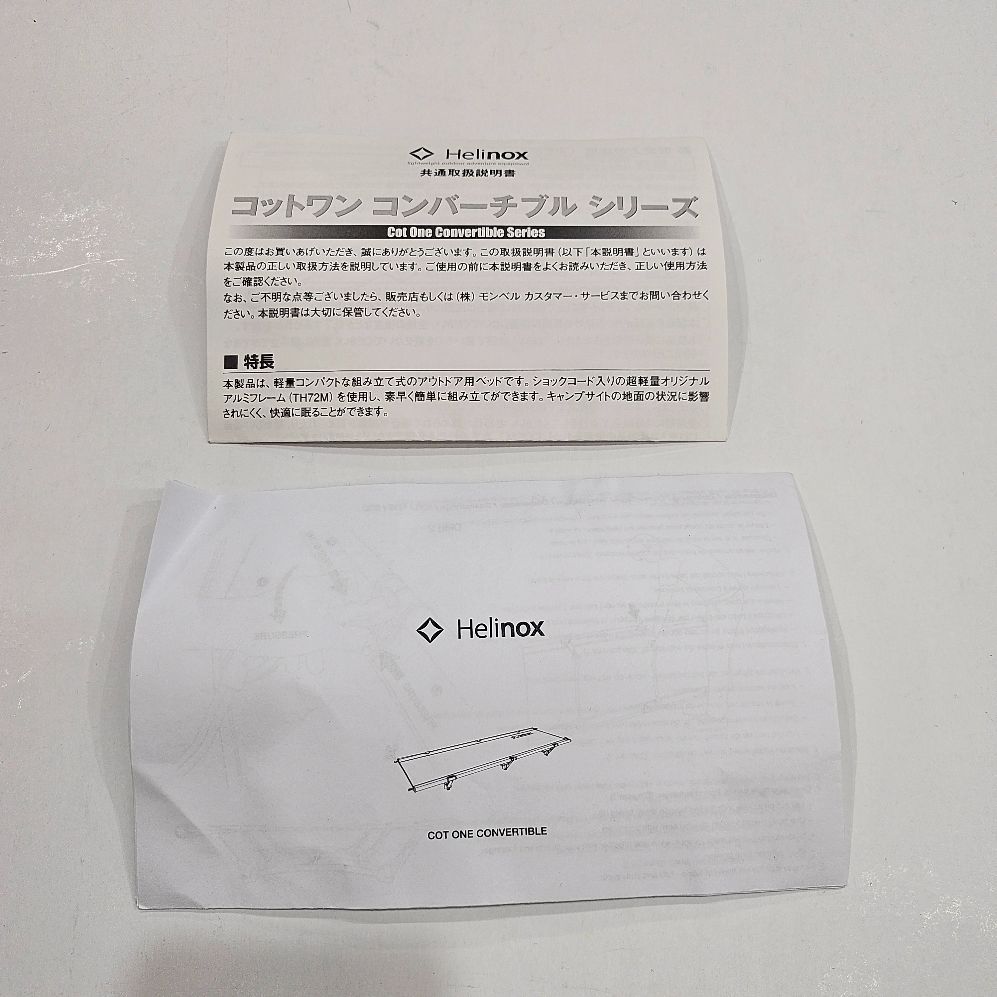 Helinox
lightweight outdoor adventure equipment
共通取扱説明書
コットワン コンバーチブル シリーズ
Cot One Convertible Series
この度はお買いあげいただき、誠にありがとうございます。この取扱説明書(以下「本説明書」といいます)は
本製品の正しい取扱方法を説明しています。ご使用の前に本説明書をよくお読みいただき、正しい使用方法
をご確認ください。
なお、ご不明な点等ございましたら、販売店もしくは(株)モンベル カスタマー・サービスまでお問い合わせく
ださい。本説明書は大切に保管してください。
■ 特長
本製品は、軽量コンパクトな組み立て式のアウトドア用ベッドです。ショックコード入りの超軽量オリジナル
アルミフレーム(TH72M)を使用し、素早く簡単に組み立てができます。キャンプサイトの地面の状況に影響
されにくく、快適に眠ることができます。
Helinox
COT ONE CONVERTIBLE